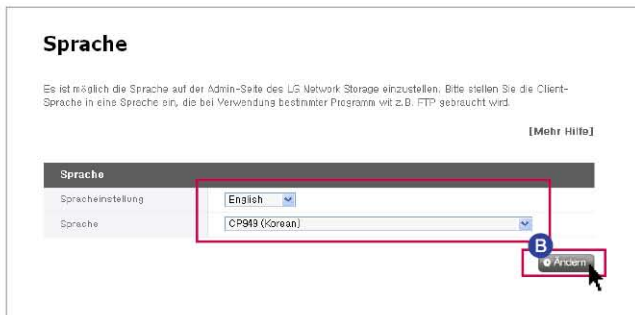 Sprache
Es ist möglich die Sprache auf der Admin-Seite des LG Network Storage einzustellen. Bitte stellen Sie die Client-
Sprache in eine Sprache ein, die bei Verwendung bestimmter Programm wit z.B. FTP gebraucht wird.
[Mehr Hilfe]
Sprache
Spracheinstellung English
Sprache CP949 (Korean)
B
Ändern